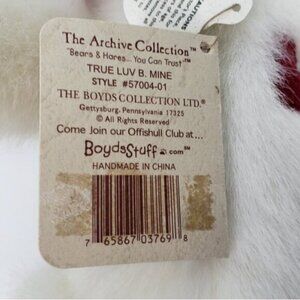 CAUTIONS
The Archive Collection™
"Bears & Hares... You Can Trust"™
TRUE LUV B. MINE
STYLE #57004-01
THE BOYDS COLLECTION LTD.®
Gettysburg, Pennsylvania 17325
© All Rights Reserved
Come Join our Offishull Club at...
BoydsStuff.com™
HANDMADE IN CHINA
7 65867 03769 8